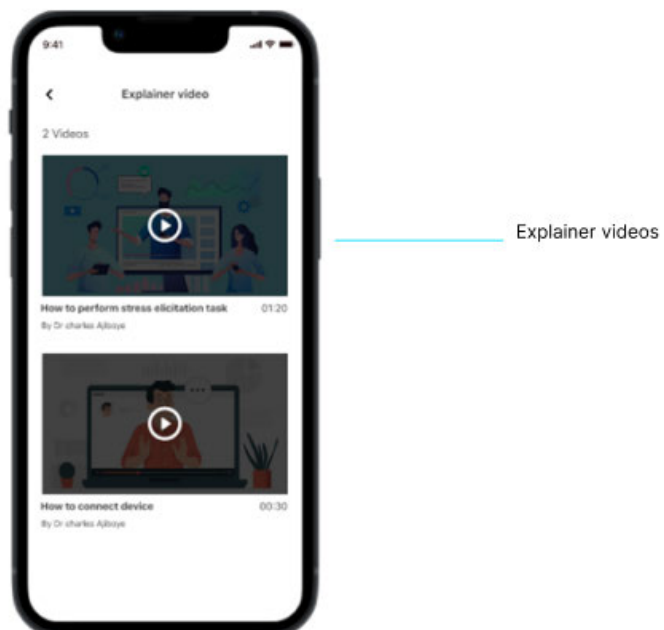 9:41
Explainer video
2 Videos
How to perform stress elicitation task 01:20
By Dr charles Ajiboye
How to connect device 00:30
By Dr charles Ajiboye
Explainer videos